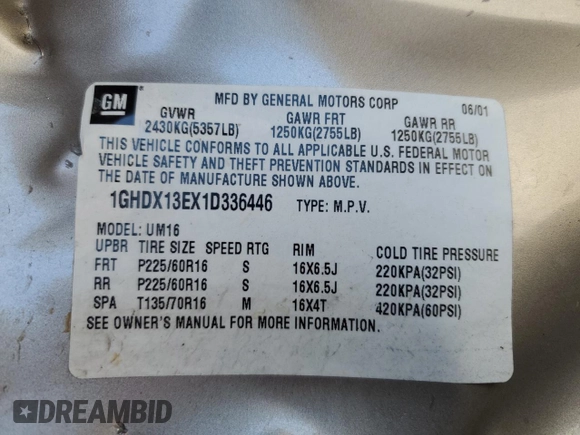 GM
MFD BY GENERAL MOTORS CORP 06/01
GVWR GAWR FRT GAWR RR
2430KG(5357LB) 1250KG(2755LB) 1250KG(2755LB)
THIS VEHICLE CONFORMS TO ALL APPLICABLE U.S. FEDERAL MOTOR
VEHICLE SAFETY AND THEFT PREVENTION STANDARDS IN EFFECT ON
THE DATE OF MANUFACTURE SHOWN ABOVE.
1GHDX13EX1D336446 TYPE: M.P.V.
MODEL: UM16
UPBR TIRE SIZE SPEED RTG RIM COLD TIRE PRESSURE
FRT P225/60R16 S 16X6.5J 220KPA(32PSI)
RR P225/60R16 S 16X6.5J 220KPA(32PSI)
SPA T135/70R16 M 16X4T 420KPA(60PSI)
SEE OWNER'S MANUAL FOR MORE INFORMATION.
DREAMBID